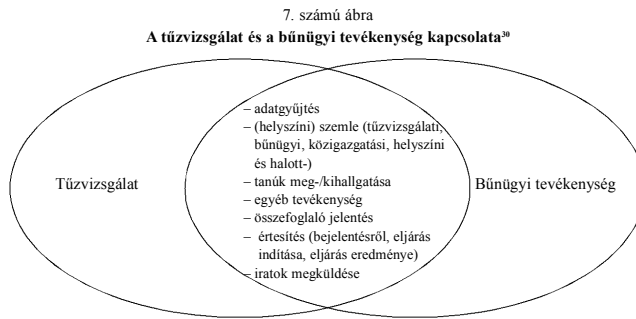 7. számú ábra
A tűzvizsgálat és a bűnügyi tevékenység kapcsolata³⁰
– adatgyűjtés
– (helyszíni) szemle (tűzvizsgálati,
bűnügyi, közigazgatási, helyszíni
és halott-)
– tanúk meg-/kihallgatása
– egyéb tevékenység
– összefoglaló jelentés
– értesítés (bejelentésről, eljárás
indítása, eljárás eredménye)
– iratok megküldése
Tűzvizsgálat
Bűnügyi tevékenység